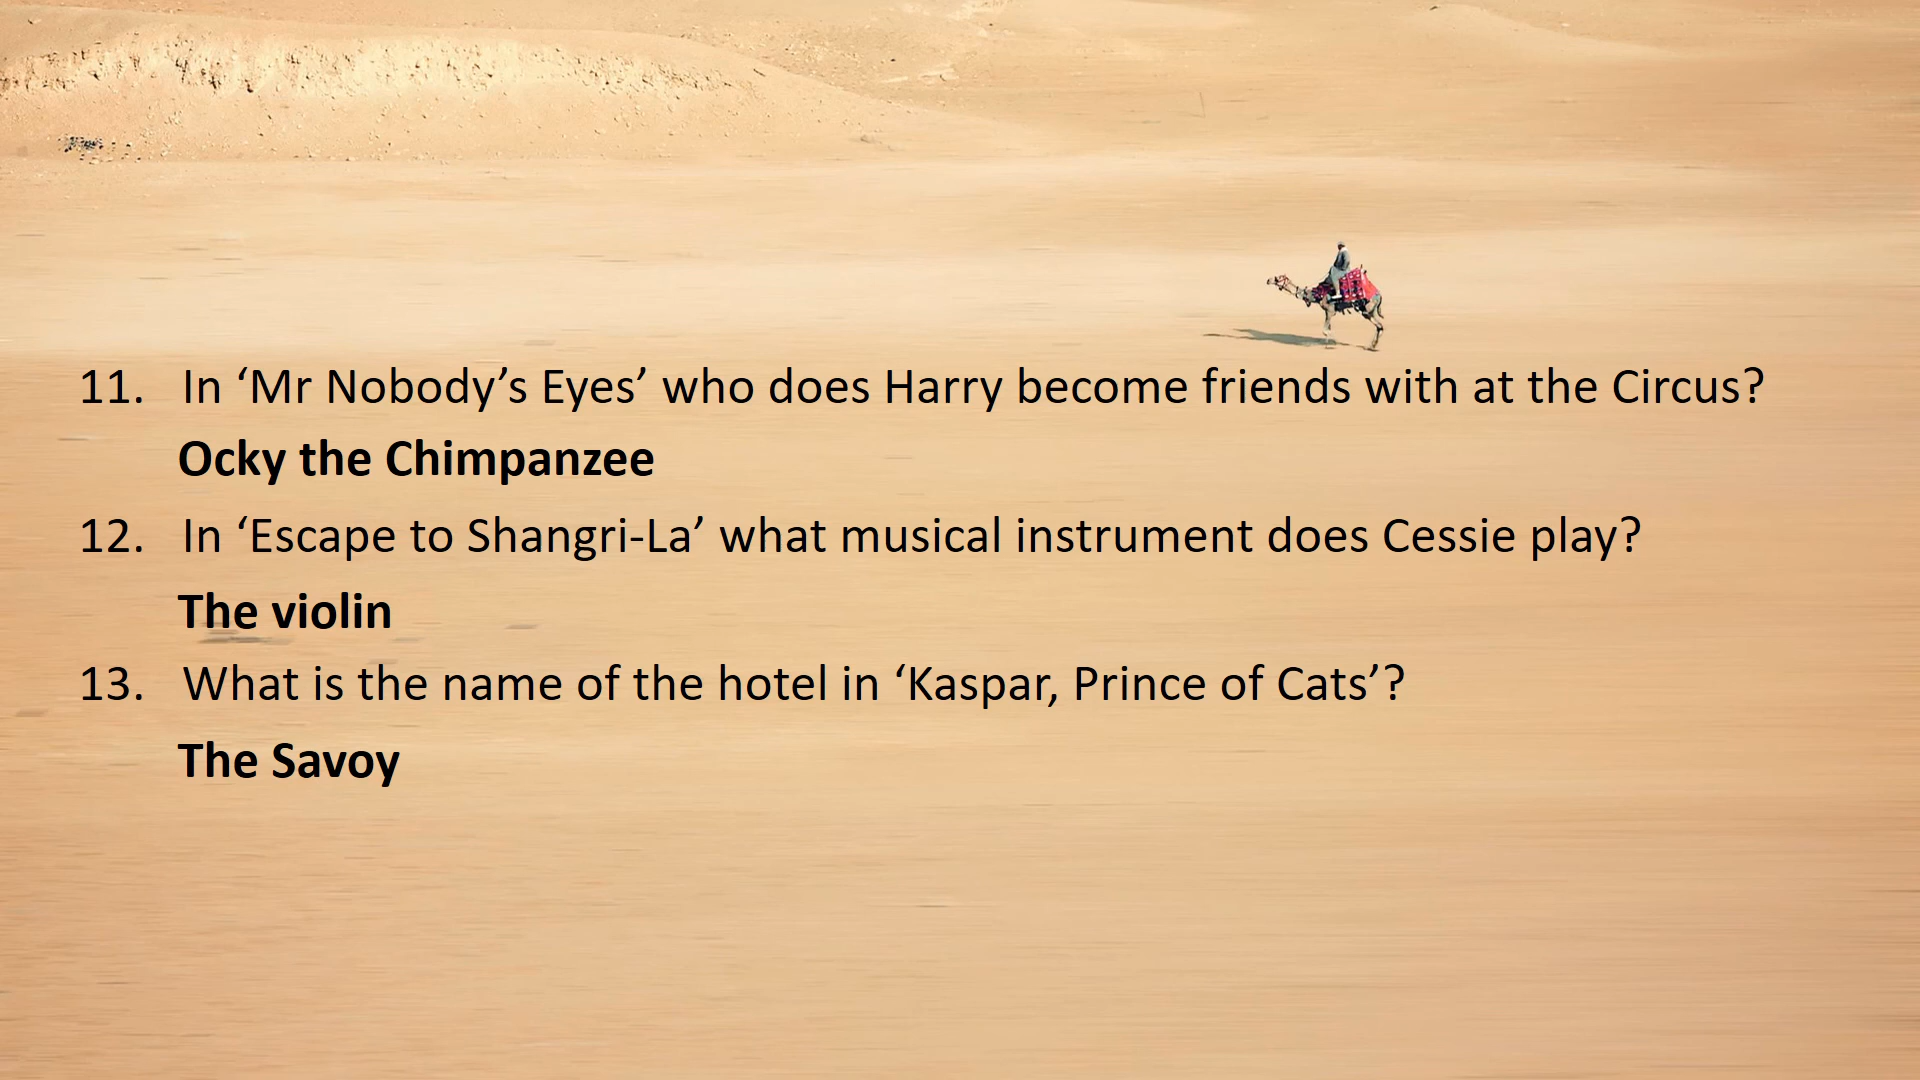 11. In ‘Mr Nobody’s Eyes’ who does Harry become friends with at the Circus?
Ocky the Chimpanzee
12. In ‘Escape to Shangri-La’ what musical instrument does Cessie play?
The violin
13. What is the name of the hotel in ‘Kaspar, Prince of Cats’?
The Savoy